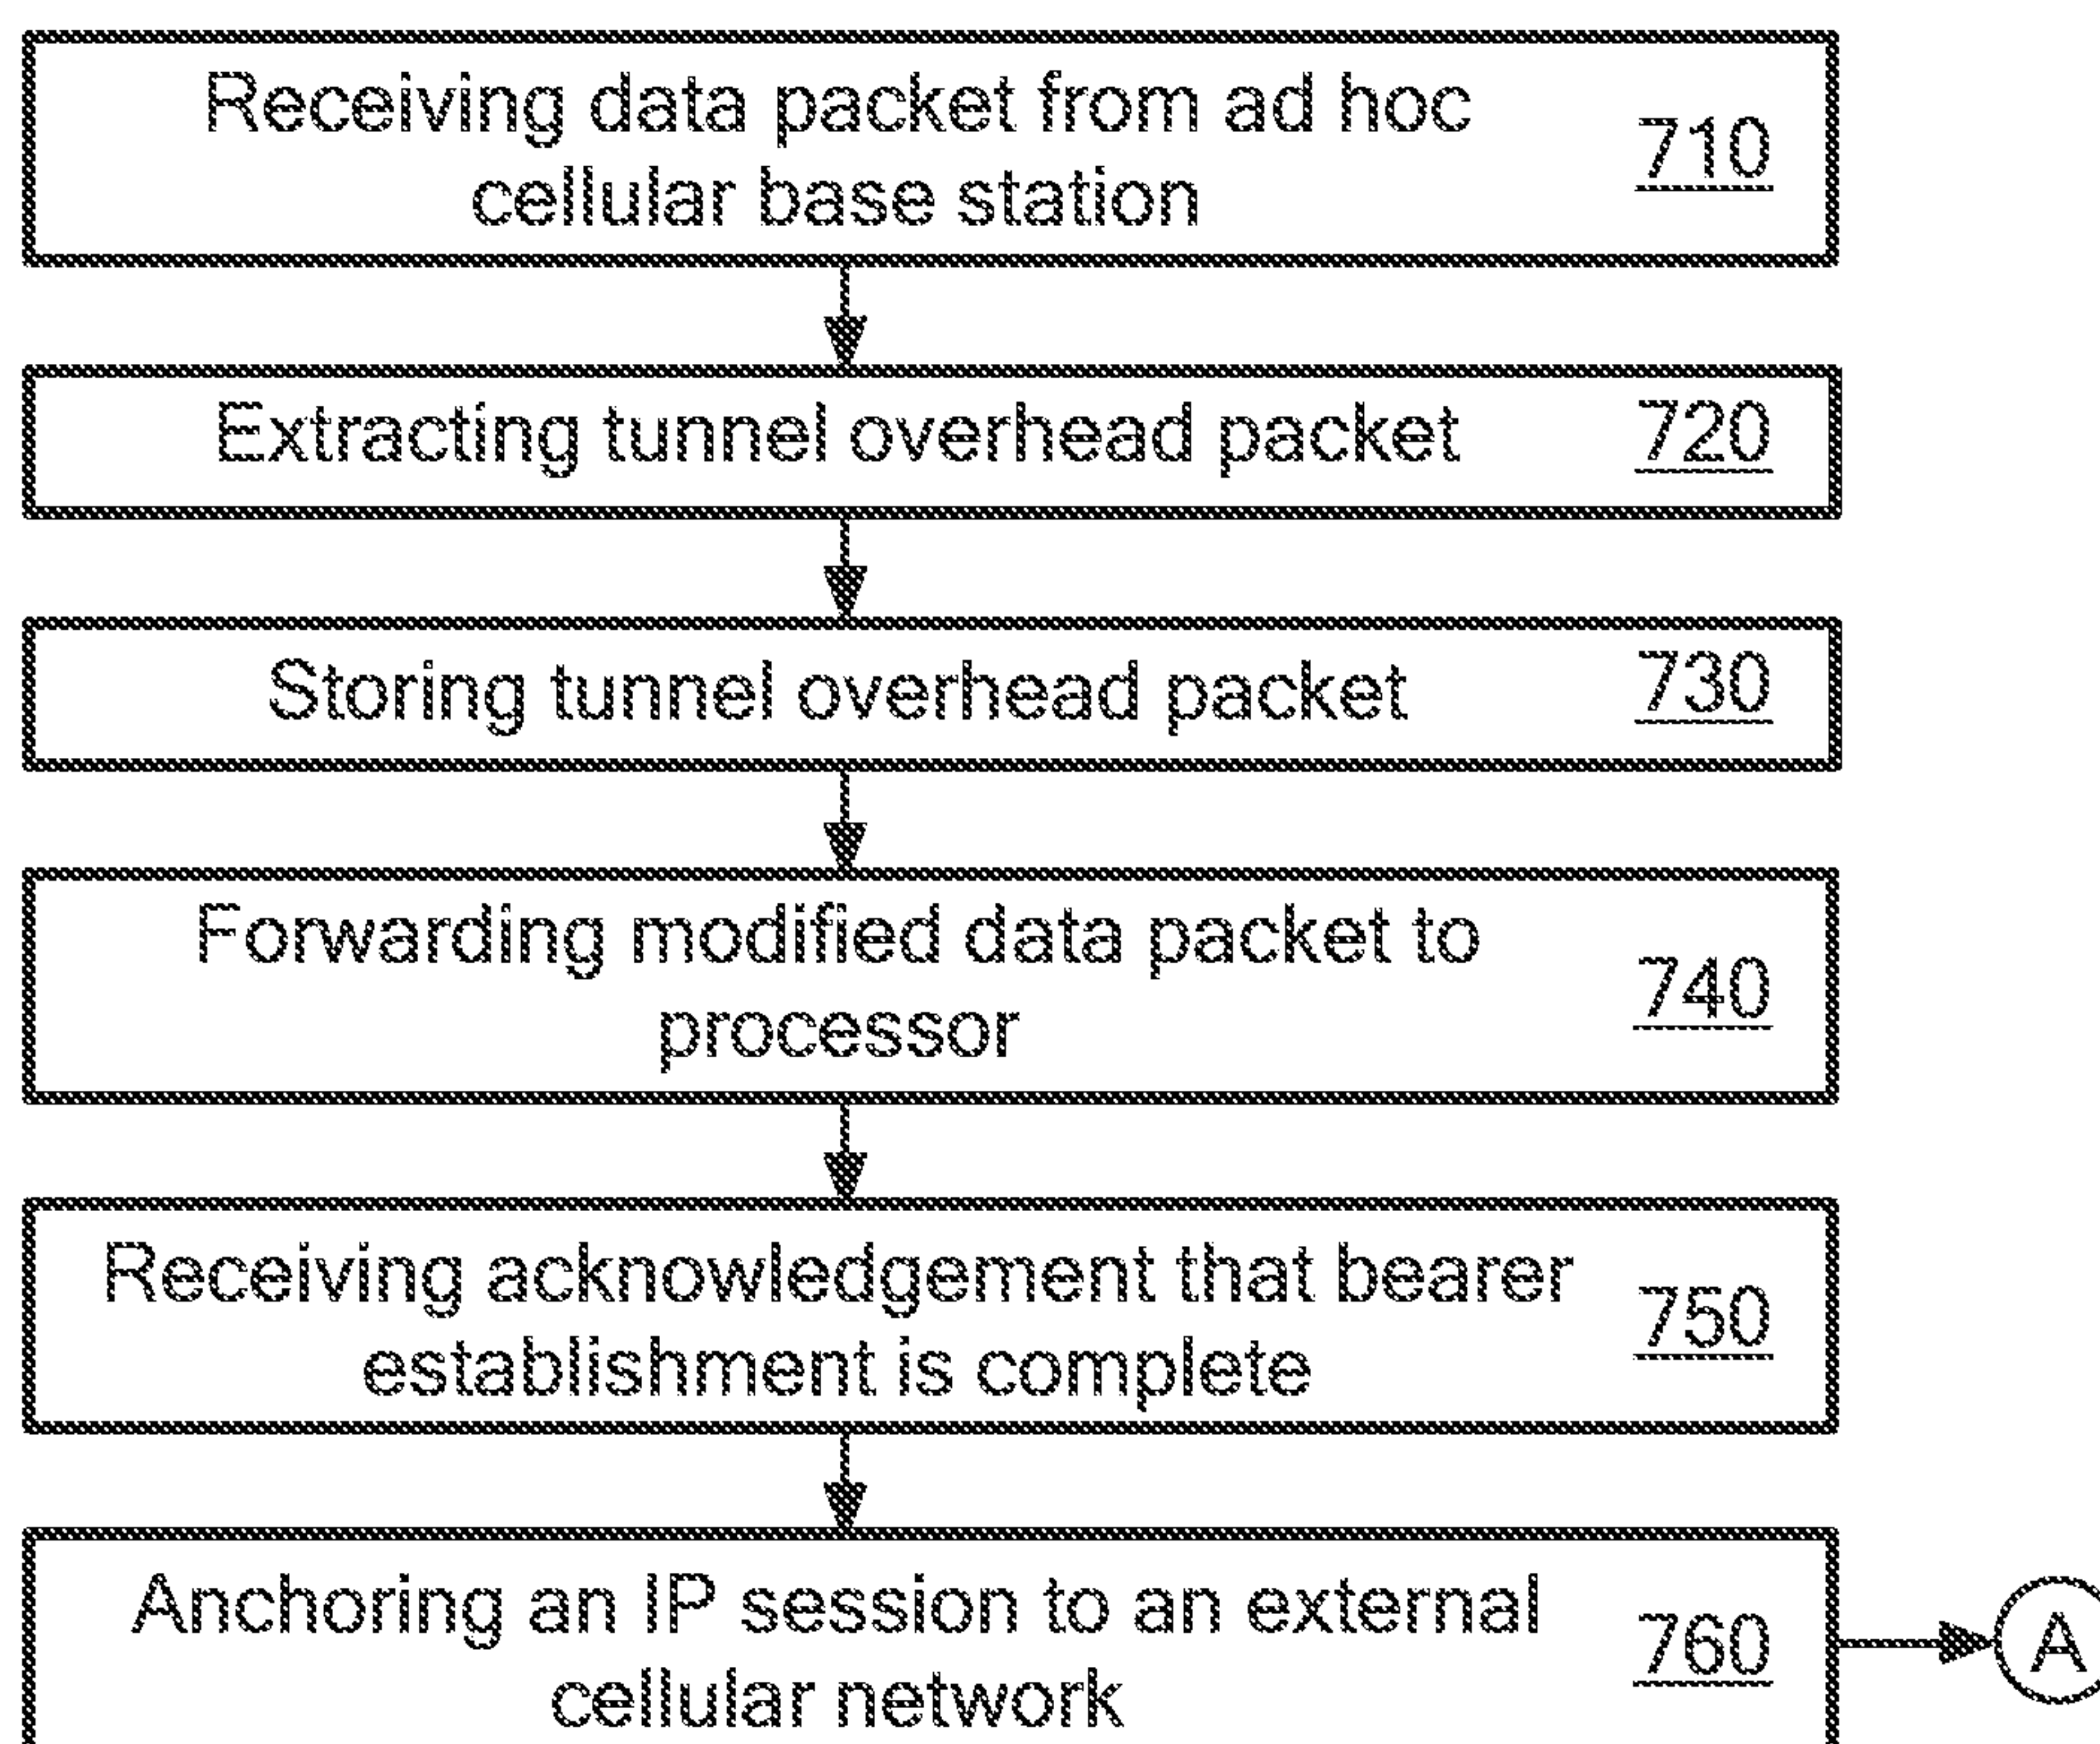 Receiving data packet from ad hoc
cellular base station
710
Extracting tunnel overhead packet
720
Storing tunnel overhead packet
730
Forwarding modified data packet to
processor
740
Receiving acknowledgement that bearer
establishment is complete
750
Anchoring an IP session to an external
cellular network
760
A